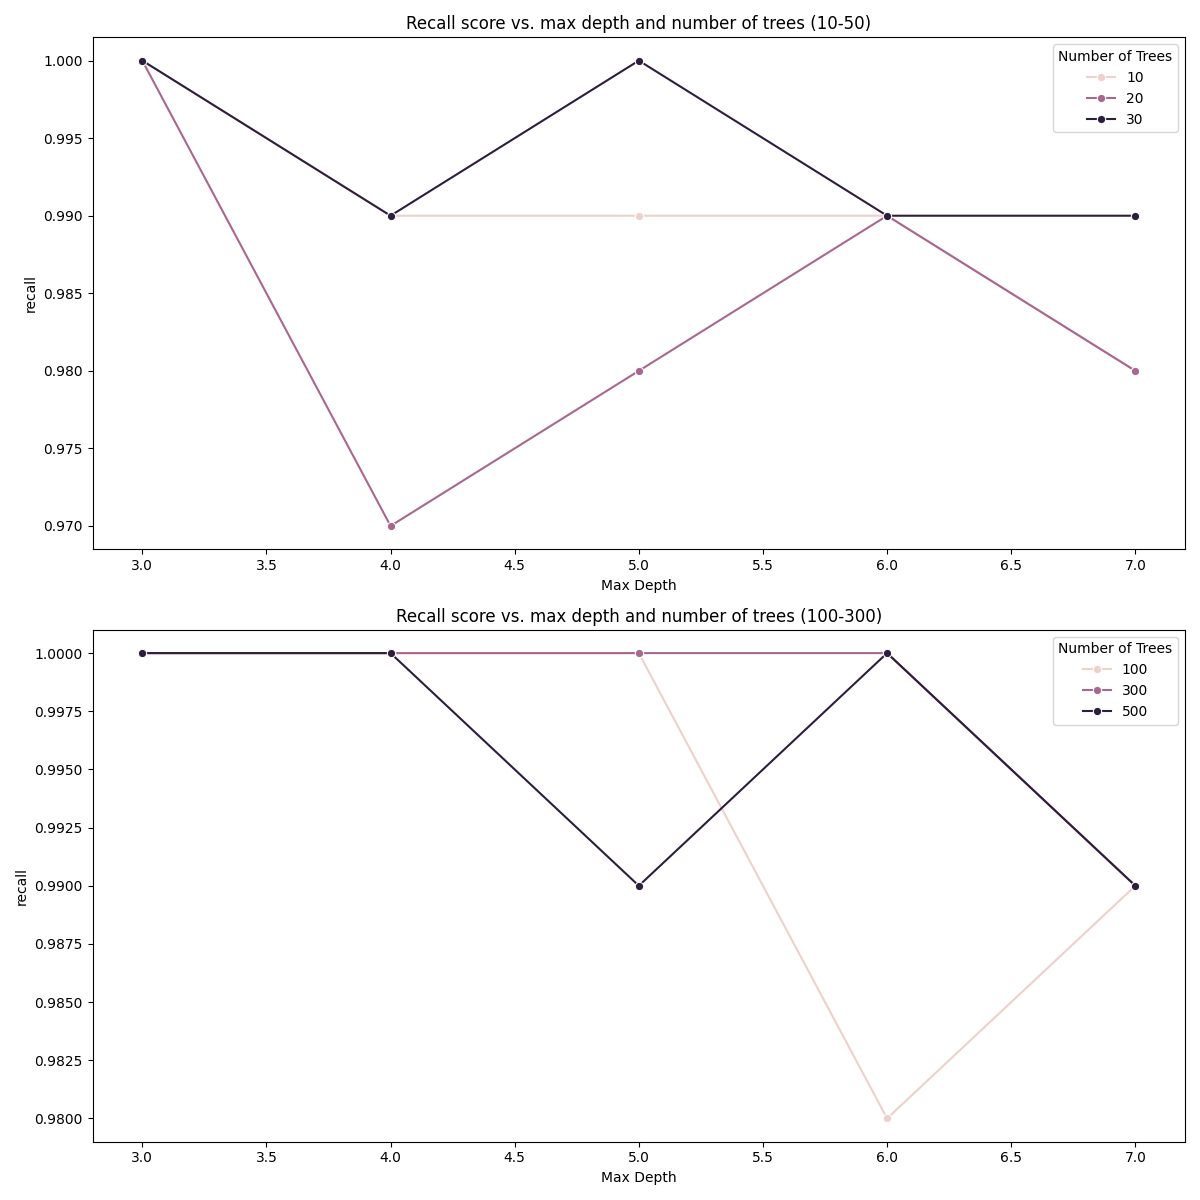 Recall score vs. max depth and number of trees (10-50)
Number of Trees
10
20
30
1.000
0.995
0.990
0.985
0.980
0.975
0.970
recall
3.0 3.5 4.0 4.5 5.0 5.5 6.0 6.5 7.0
Max Depth
Recall score vs. max depth and number of trees (100-300)
Number of Trees
100
300
500
1.0000
0.9975
0.9950
0.9925
0.9900
0.9875
0.9850
0.9825
0.9800
recall
3.0 3.5 4.0 4.5 5.0 5.5 6.0 6.5 7.0
Max Depth